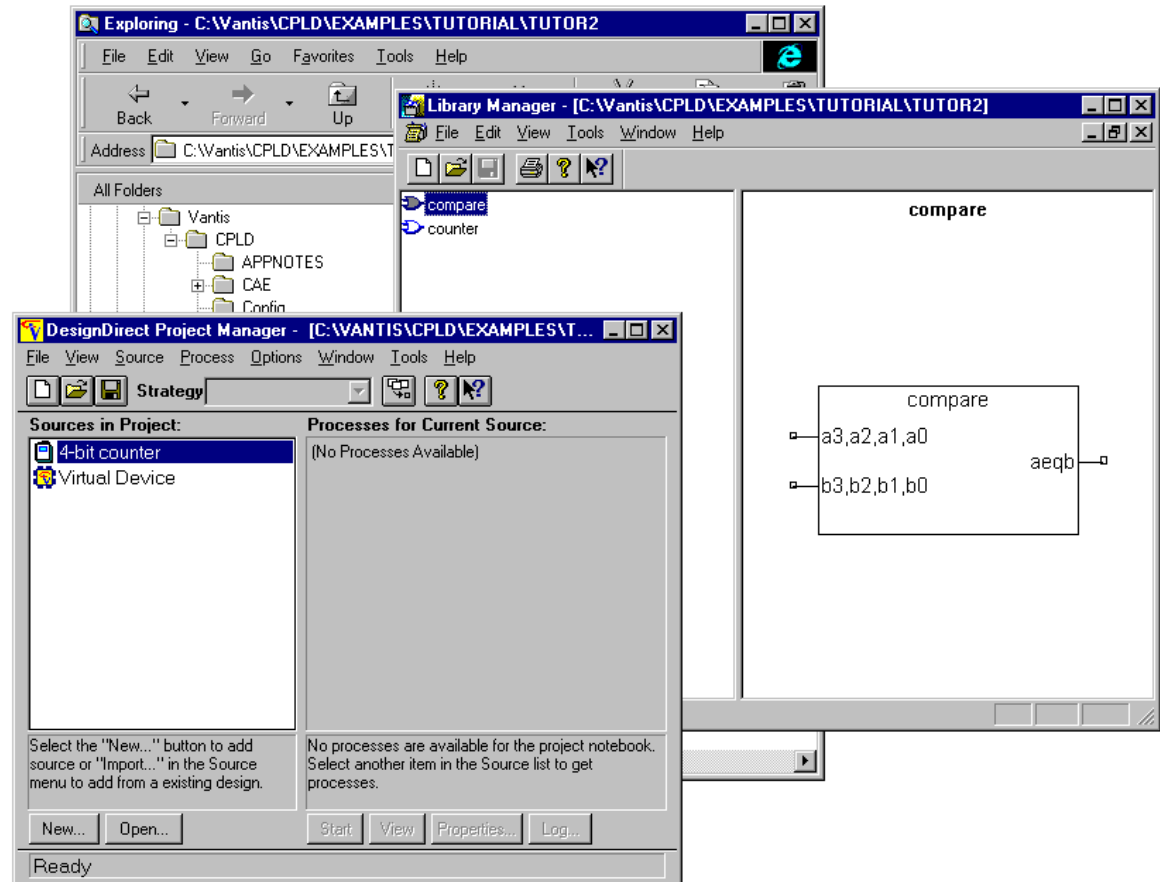 Exploring - C:\Vantis\CPLD\EXAMPLES\TUTORIAL\TUTOR2
File Edit View Go Favorites Tools Help
Back Forward Up
Address C:\Vantis\CPLD\EXAMPLES\T
All Folders
Vantis
CPLD
APPNOTES
CAE
Config
Library Manager - [C:\Vantis\CPLD\EXAMPLES\TUTORIAL\TUTOR2]
File Edit View Tools Window Help
compare
counter
compare
compare
a3,a2,a1,a0
aeqb
b3,b2,b1,b0
DesignDirect Project Manager - [C:\VANTIS\CPLD\EXAMPLES\T...
File View Source Process Options Window Tools Help
Strategy
Sources in Project:
4-bit counter
Virtual Device
Processes for Current Source:
(No Processes Available)
Select the "New..." button to add
source or "Import..." in the Source
menu to add from a existing design.
No processes are available for the project notebook.
Select another item in the Source list to get
processes.
New... Open... Start View Properties... Log...
Ready